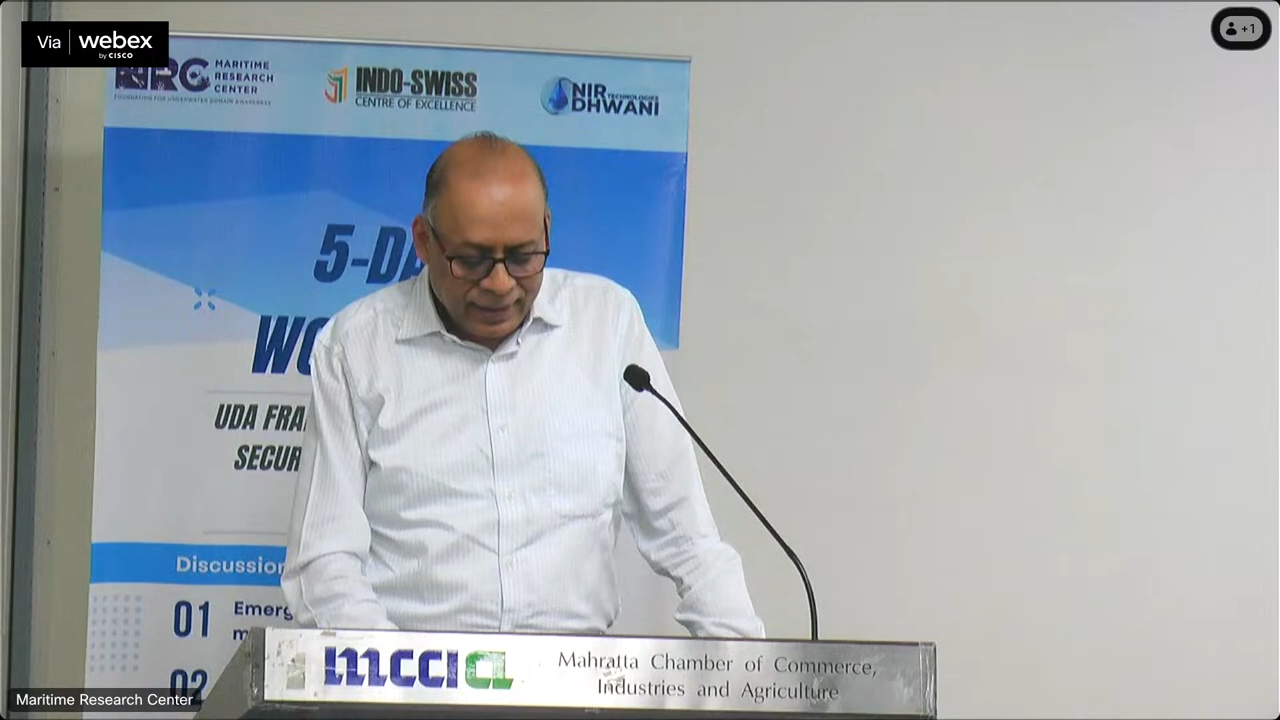 Via webex
by CISCO
+1
MRC MARITIME
RESEARCH
CENTER
FOUNDATION FOR UNDERWATER DOMAIN AWARENESS
INDO-SWISS
CENTRE OF EXCELLENCE
NIR
DHWANI
TECHNOLOGIES
5-DA
WO
UDA FRA
SECUR
Discussion
01 Emerg
m
02
mccia
Mahratta Chamber of Commerce,
Industries and Agriculture
Maritime Research Center